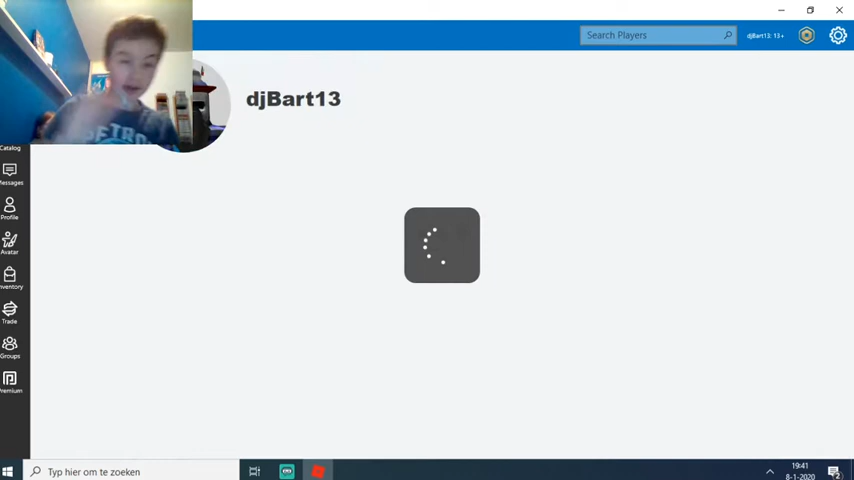 Search Players
djBart13: 13+
djBart13
Catalog
Messages
Profile
Avatar
Inventory
Trade
Groups
Premium
Typ hier om te zoeken
19:41
8-1-2020
2